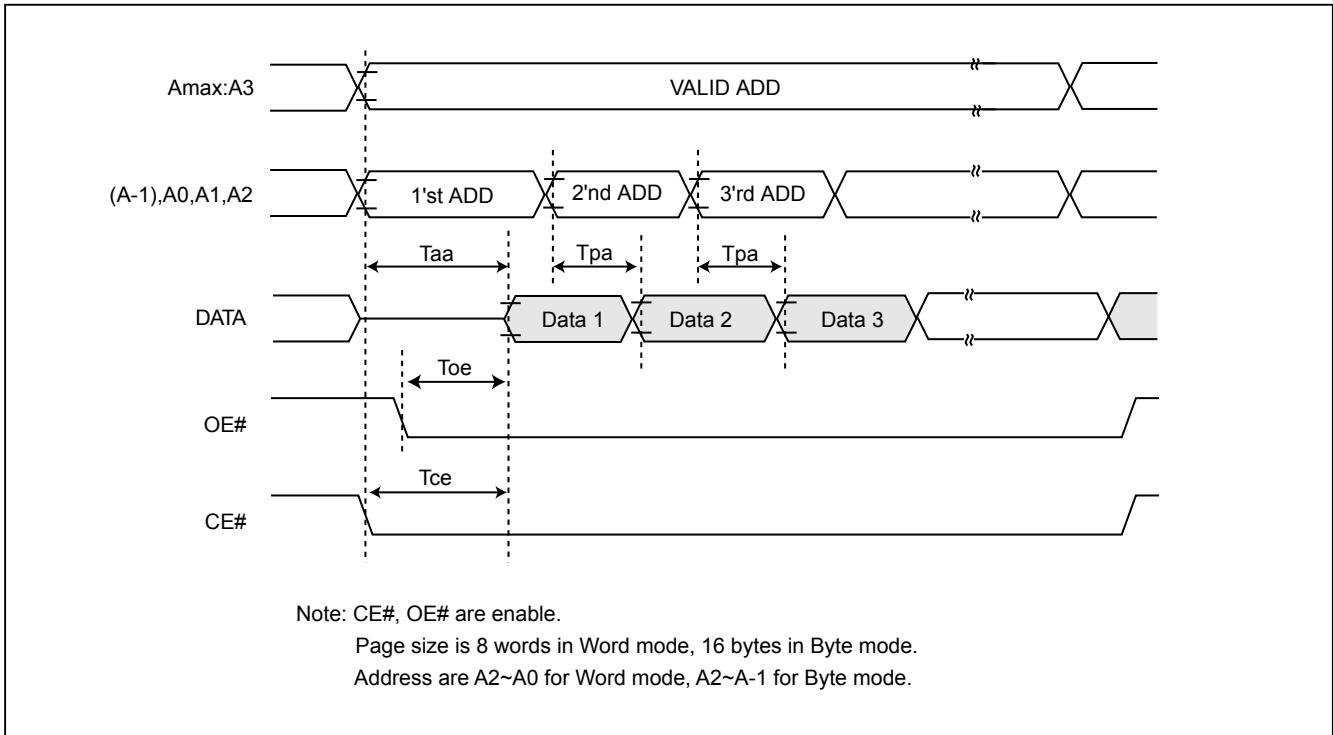 Amax:A3
VALID ADD
(A-1),A0,A1,A2
1'st ADD
2'nd ADD
3'rd ADD
Taa
Tpa
Tpa
DATA
Data 1
Data 2
Data 3
Toe
OE#
Tce
CE#
Note: CE#, OE# are enable.
Page size is 8 words in Word mode, 16 bytes in Byte mode.
Address are A2~A0 for Word mode, A2~A-1 for Byte mode.